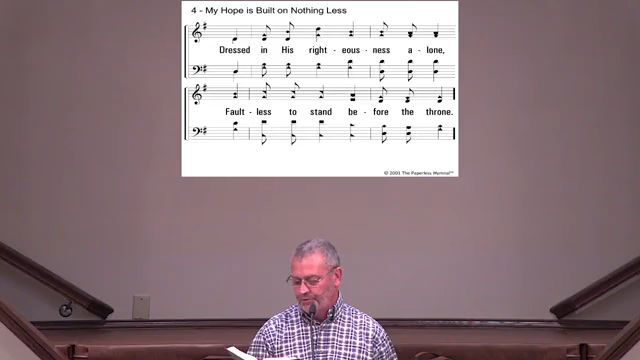 4 - My Hope is Built on Nothing Less
Dressed in His right - eous - ness a - lone,
Fault - less to stand be - fore the throne.
© 2001 The Paperless Hymnal™